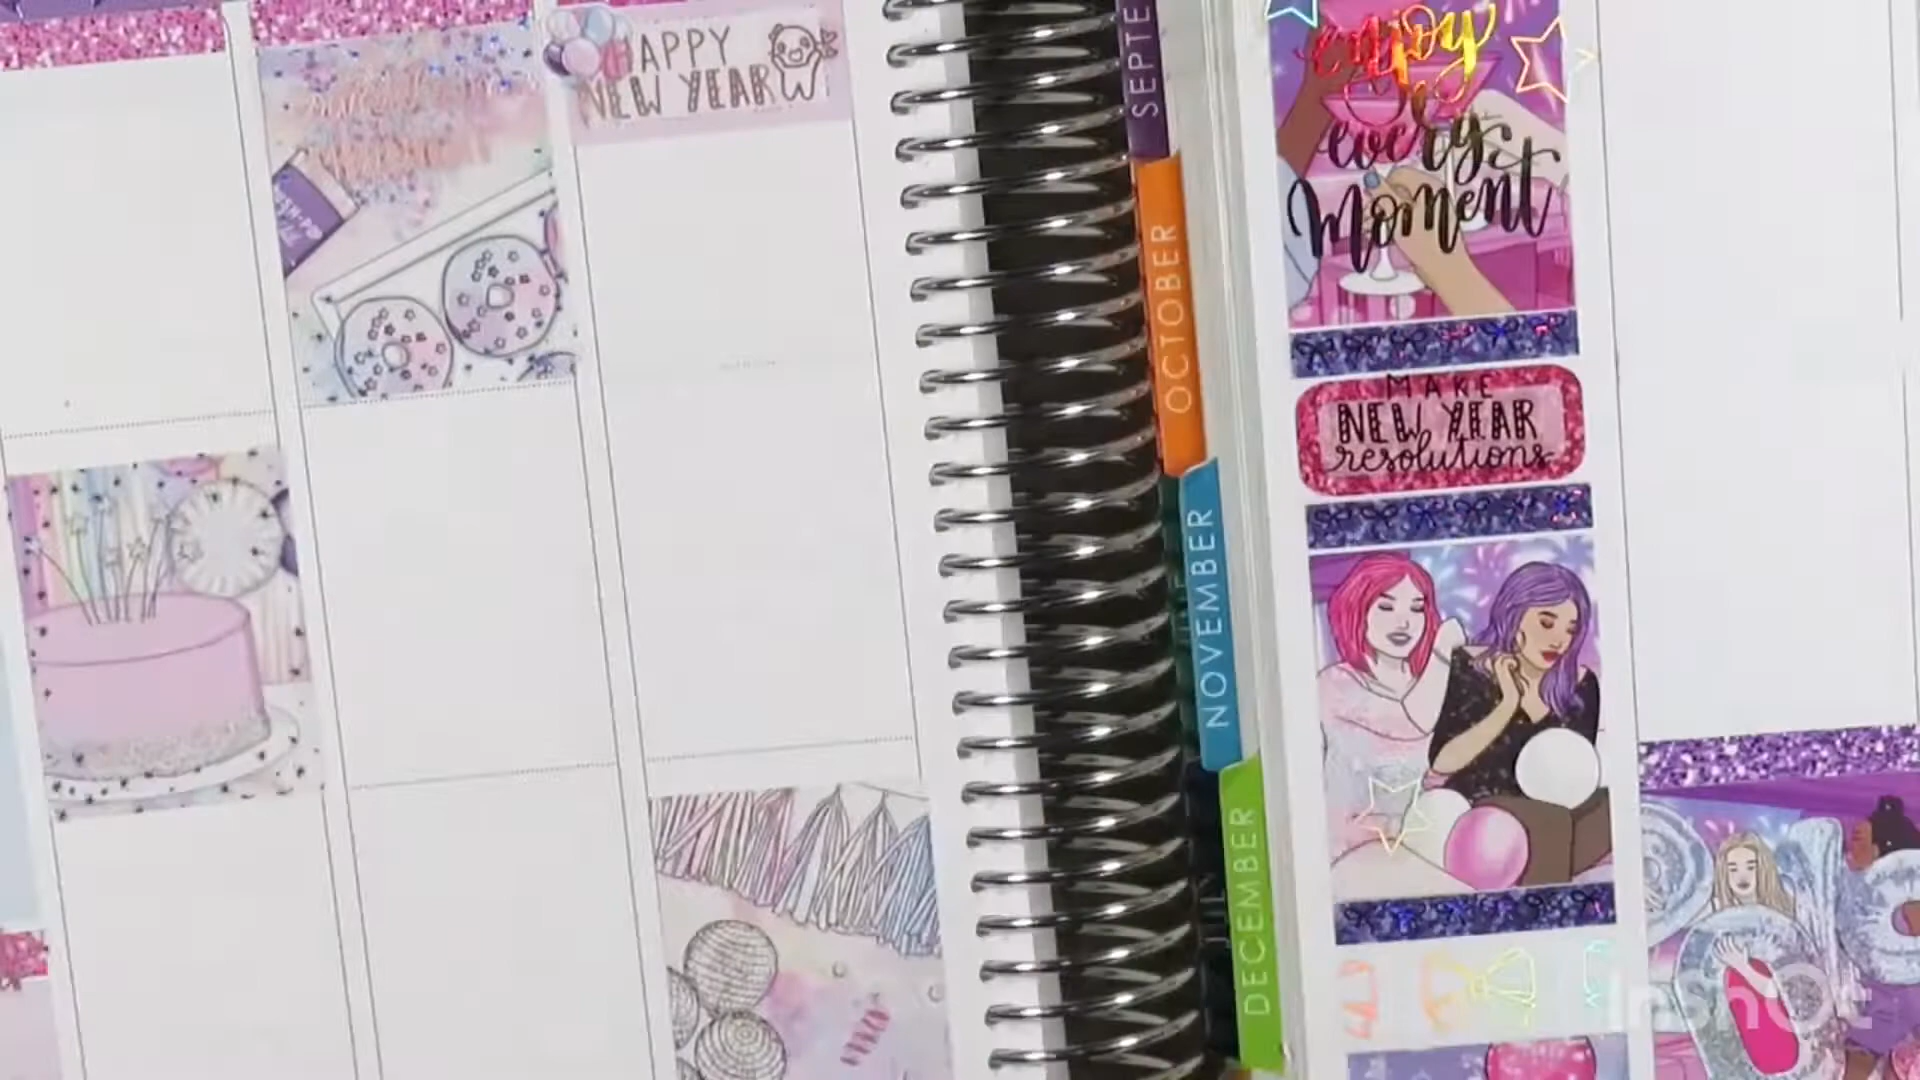 HAPPY
NEW YEAR
SEPTE
OCTOBER
NOVEMBER
DECEMBER
enjoy
every
moment
MAKE
NEW YEAR
resolutions
InShOt